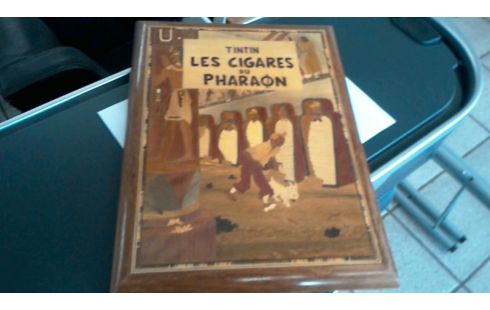 TINTIN
LES CIGARES
DU
PHARAON